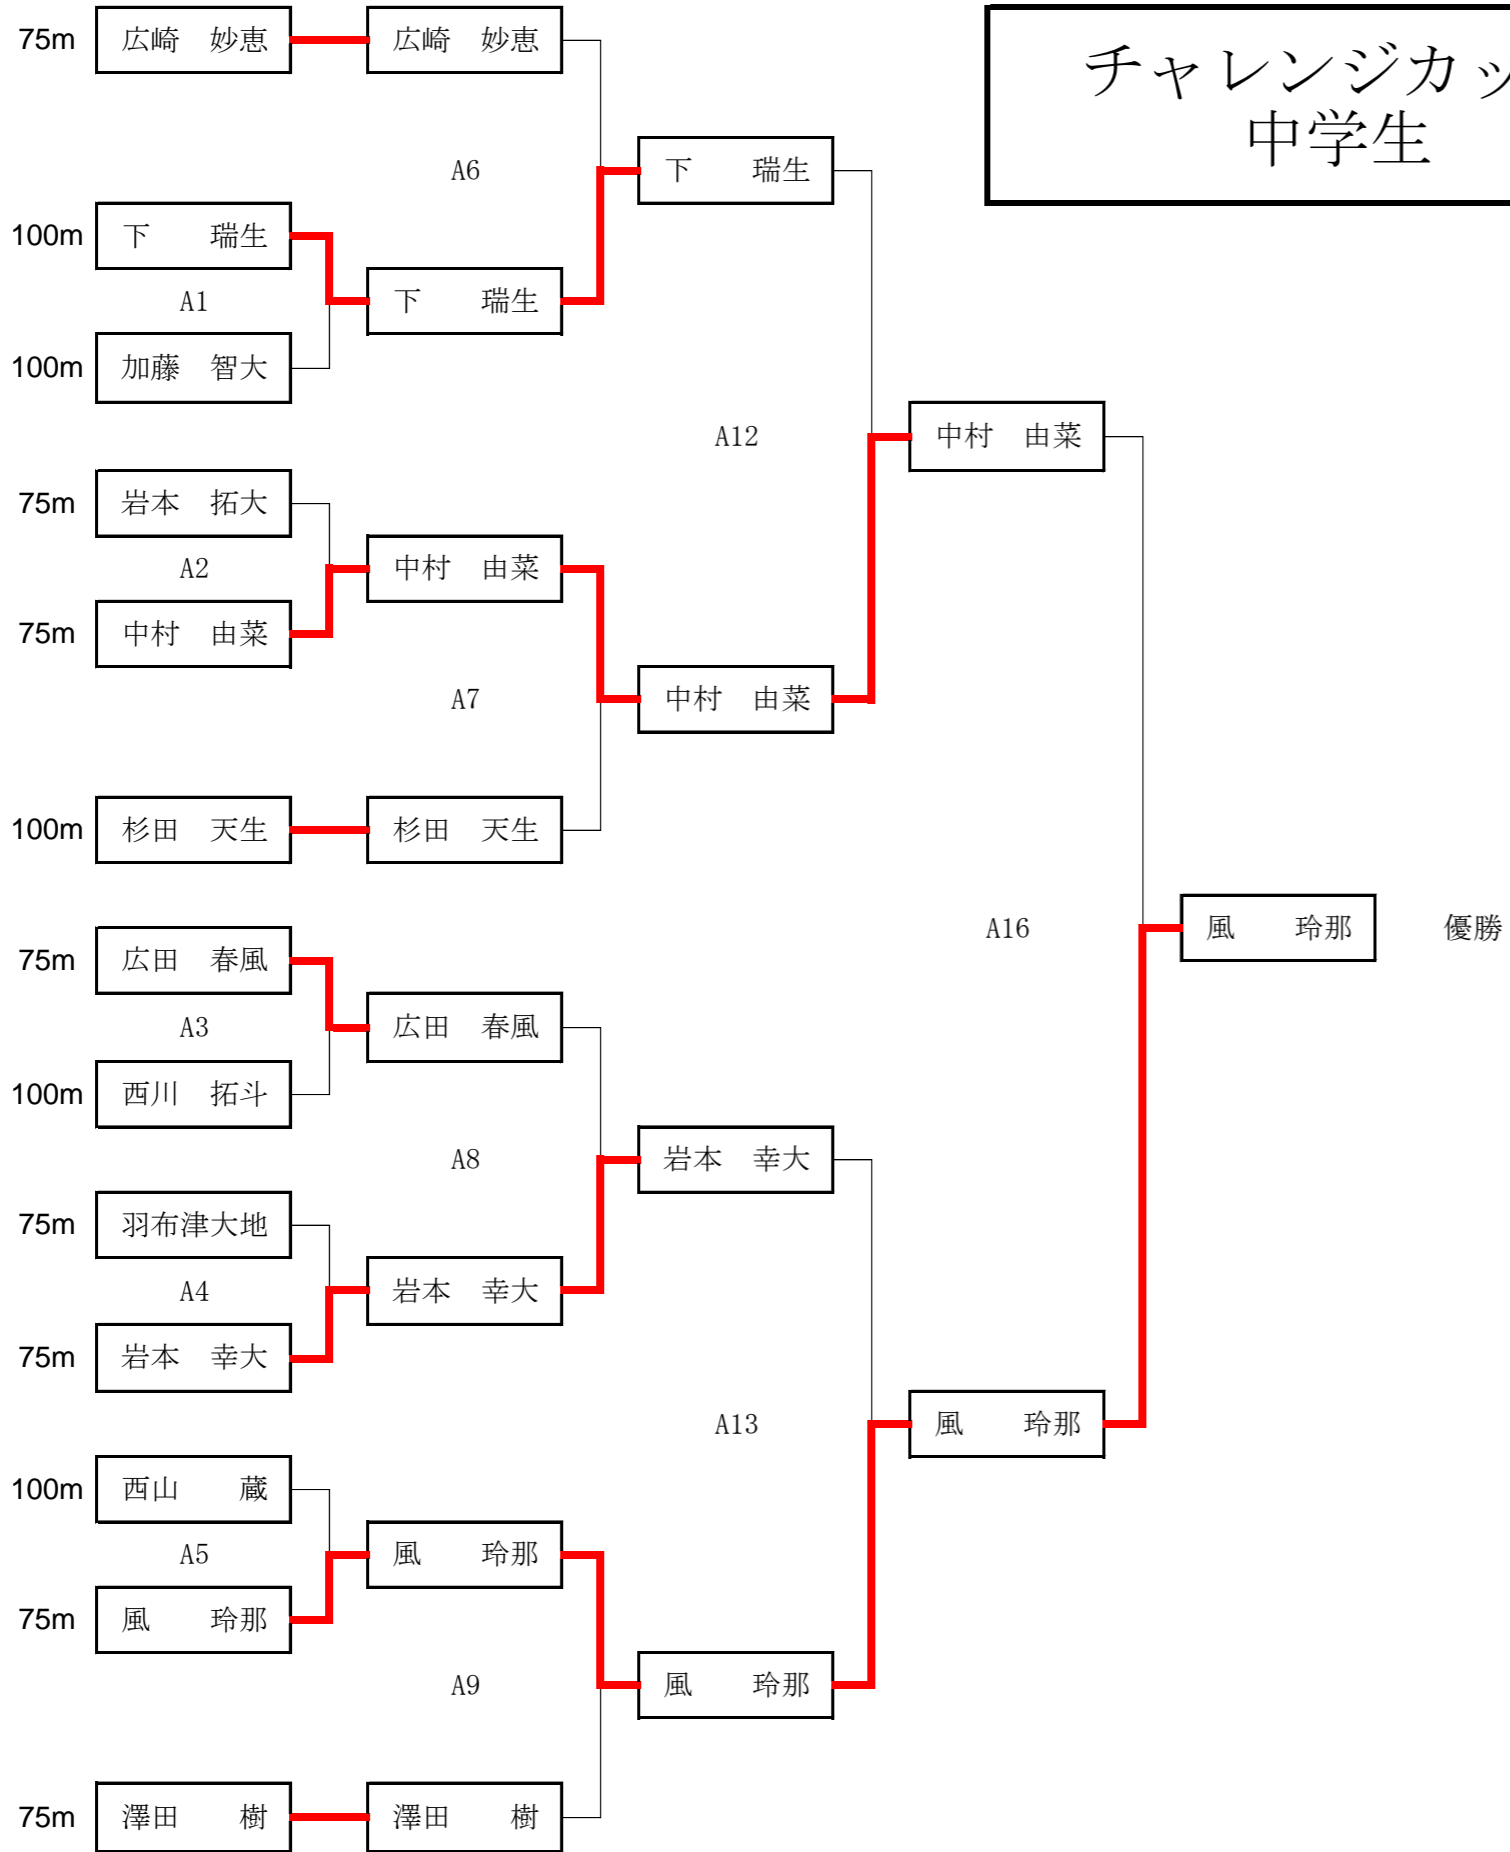 チャレンジカッ
中学生
75m 広崎 妙恵 広崎 妙恵
A6 下 瑞生
100m 下 瑞生
A1 下 瑞生
100m 加藤 智大
A12 中村 由菜
75m 岩本 拓大
A2 中村 由菜
75m 中村 由菜
A7 中村 由菜
100m 杉田 天生 杉田 天生
A16 風 玲那 優勝
75m 広田 春風
A3 広田 春風
100m 西川 拓斗
A8 岩本 幸大
75m 羽布津大地
A4 岩本 幸大
75m 岩本 幸大
A13 風 玲那
100m 西山 蔵
A5 風 玲那
75m 風 玲那
A9 風 玲那
75m 澤田 樹 澤田 樹